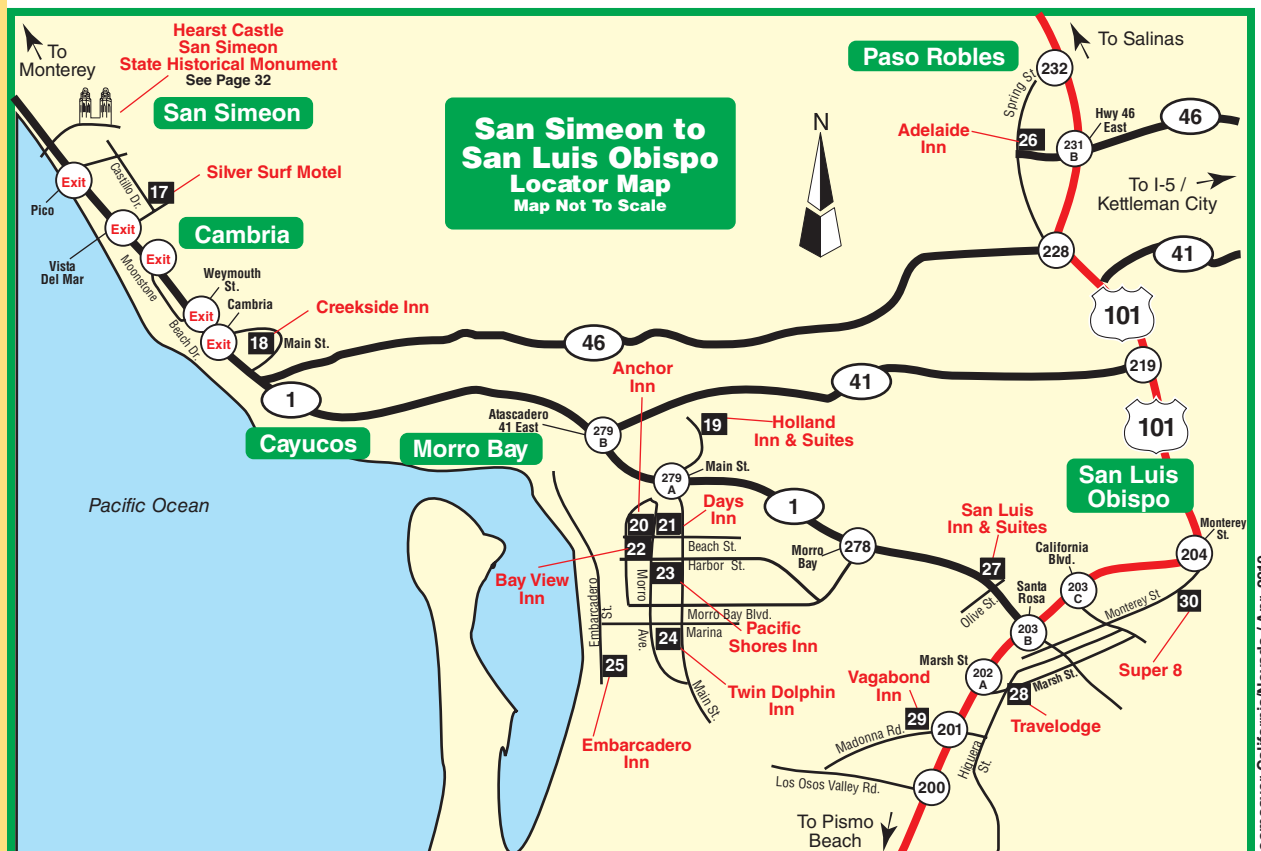 Hearst Castle
San Simeon
State Historical Monument
See Page 32
To
Monterey
San Simeon
Silver Surf Motel
17
Castillo Dr.
Exit
Pico
Exit
Vista
Del Mar
Cambria
Exit
Moonstone
Beach Dr.
Weymouth
St.
Exit
Cambria
Exit
Creekside Inn
18
Main St.
San Simeon to
San Luis Obispo
Locator Map
Map Not To Scale
N
Paso Robles
To Salinas
232
Spring St.
Adelaide
Inn
26
Hwy 46
East
231
B
46
To I-5 /
Kettleman City
228
41
101
46
41
219
101
1
Cayucos
Morro Bay
Atascadero
41 East
279
B
Anchor
Inn
19
Holland
Inn & Suites
279
A
Main St.
1
Pacific Ocean
20
21
Days
Inn
22
Beach St.
Harbor St.
Bay View
Inn
23
Morro
Ave.
Morro Bay Blvd.
Marina
Pacific
Shores Inn
24
Embarcadero
St.
25
Twin Dolphin
Inn
Main St.
Embarcadero
Inn
Morro
Bay
278
San Luis
Obispo
San Luis
Inn & Suites
27
Olive St.
California
Blvd.
203
C
Monterey
St.
204
Santa
Rosa
203
B
Monterey St
30
Super 8
Marsh St
202
A
Marsh St.
28
Travelodge
Vagabond
Inn
29
201
Madonna Rd.
Higuera
St.
Los Osos Valley Rd.
200
To Pismo
Beach